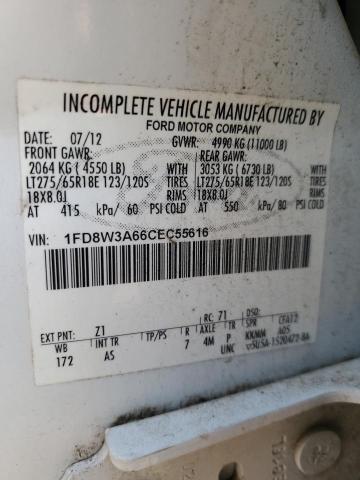 INCOMPLETE VEHICLE MANUFACTURED BY
FORD MOTOR COMPANY
DATE: 07/12 GVWR: 4990 KG (11000 LB)
FRONT GAWR: REAR GAWR:
2064 KG ( 4550 LB) WITH 3053 KG ( 6730 LB) WITH
LT275/65R18E 123/120S TIRES LT275/65R18E 123/120S TIRES
18X8.0J RIMS 18X8.0J RIMS
AT 415 kPa/ 60 PSI COLD AT 550 kPa/ 80 PSI COLD
VIN: 1FD8W3A66CEC55616
RC: 71 DSO:
EXT PNT: Z1 CFA12
WB INT TR TP/PS R AXLE TR SPR KKMM A05
172 AS 7 4M P
UNC